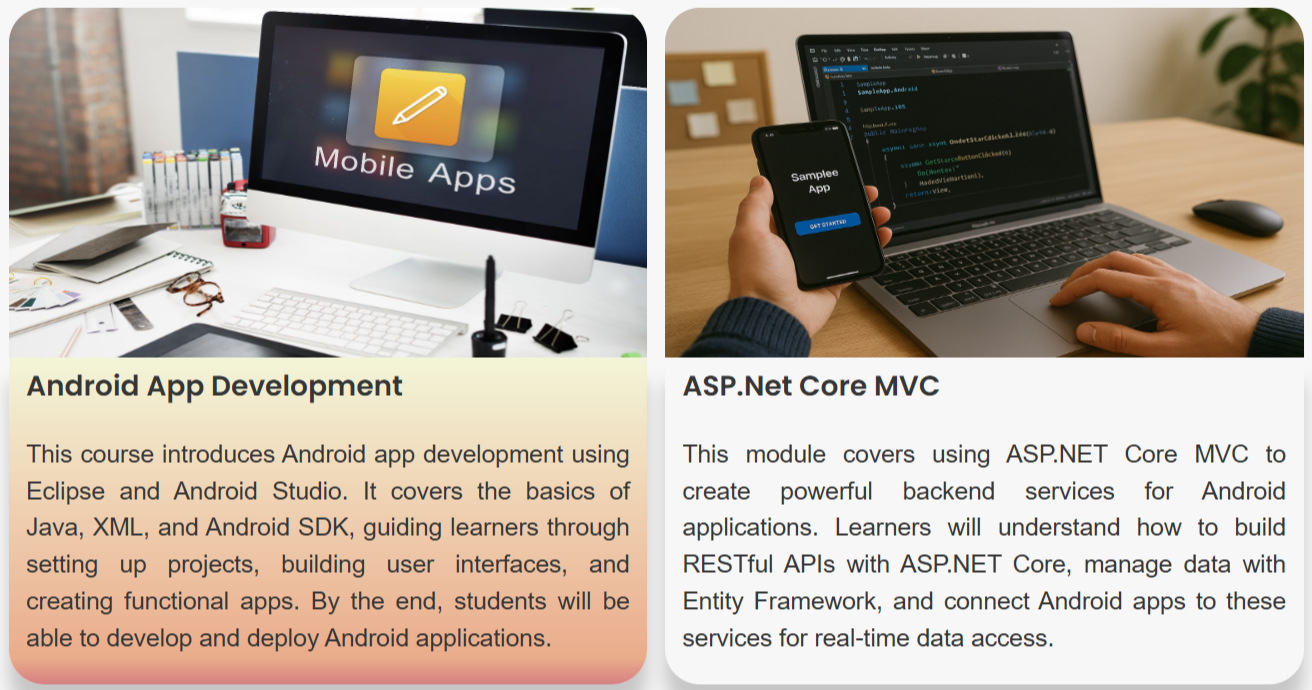 Mobile Apps
Samplee
App
GET STARTED
SampleApp
SampleApp.Android
Android App Development
This course introduces Android app development using
Eclipse and Android Studio. It covers the basics of
Java, XML, and Android SDK, guiding learners through
setting up projects, building user interfaces, and
creating functional apps. By the end, students will be
able to develop and deploy Android applications.
ASP.Net Core MVC
This module covers using ASP.NET Core MVC to
create powerful backend services for Android
applications. Learners will understand how to build
RESTful APIs with ASP.NET Core, manage data with
Entity Framework, and connect Android apps to these
services for real-time data access.